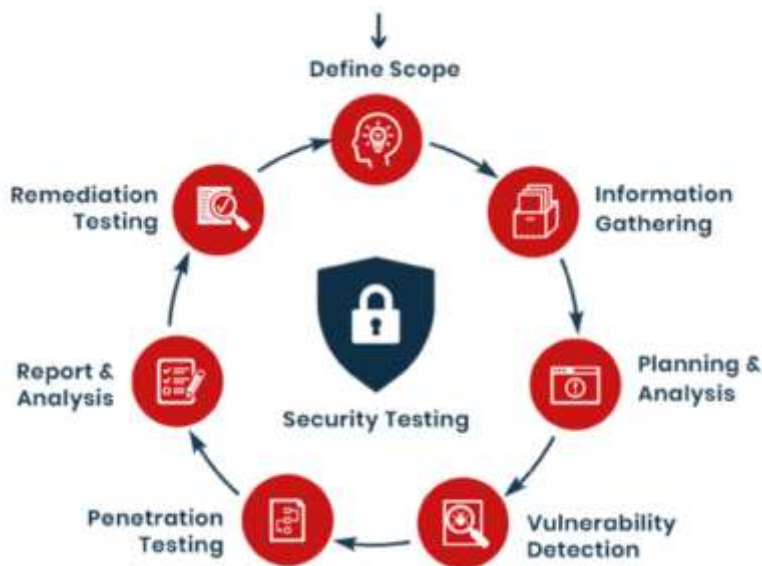 Define Scope
Information
Gathering
Planning &
Analysis
Vulnerability
Detection
Penetration
Testing
Report &
Analysis
Remediation
Testing
Security Testing